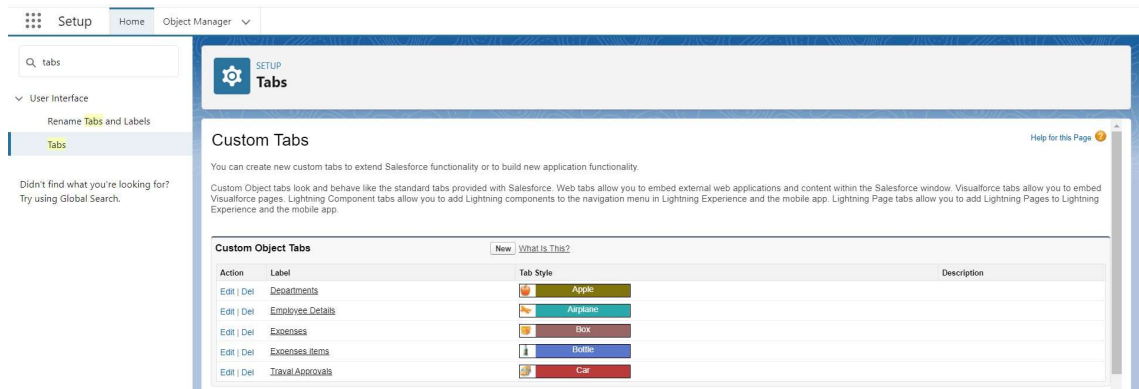 Setup
Home
Object Manager
tabs
User Interface
Rename Tabs and Labels
Tabs
Didn't find what you're looking for?
Try using Global Search.
SETUP
Tabs
Custom Tabs
Help for this Page
You can create new custom tabs to extend Salesforce functionality or to build new application functionality.
Custom Object tabs look and behave like the standard tabs provided with Salesforce. Web tabs allow you to embed external web applications and content within the Salesforce window. Visualforce tabs allow you to embed
Visualforce pages. Lightning Component tabs allow you to add Lightning components to the navigation menu in Lightning Experience and the mobile app. Lightning Page tabs allow you to add Lightning Pages to Lightning
Experience and the mobile app.
Custom Object Tabs New What Is This?
Action Label Tab Style Description
Edit | Del Departments Apple
Edit | Del Employee Details Airplane
Edit | Del Expenses Box
Edit | Del Expenses items Bottle
Edit | Del Traval Approvals Car